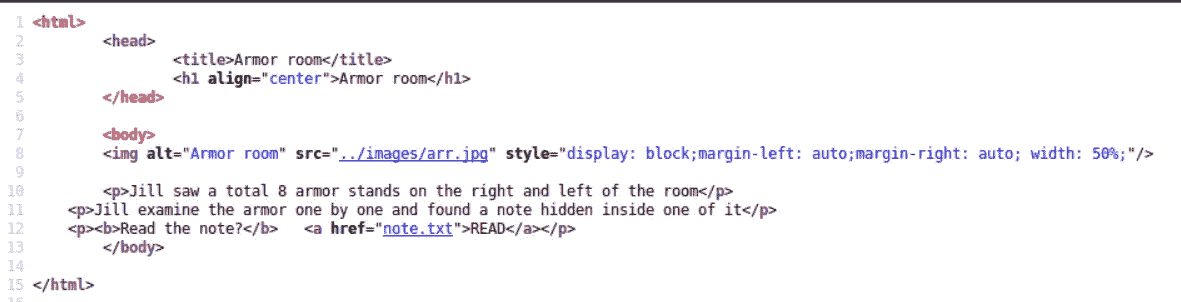 1 <html>
2 <head>
3 <title>Armor room</title>
4 <h1 align="center">Armor room</h1>
5 </head>
6
7 <body>
8 <img alt="Armor room" src="../images/arr.jpg" style="display: block;margin-left: auto;margin-right: auto; width: 50%;"/>
9
10 <p>Jill saw a total 8 armor stands on the right and left of the room</p>
11 <p>Jill examine the armor one by one and found a note hidden inside one of it</p>
12 <p><b>Read the note?</b> <a href="note.txt">READ</a></p>
13 </body>
14
15 </html>
16